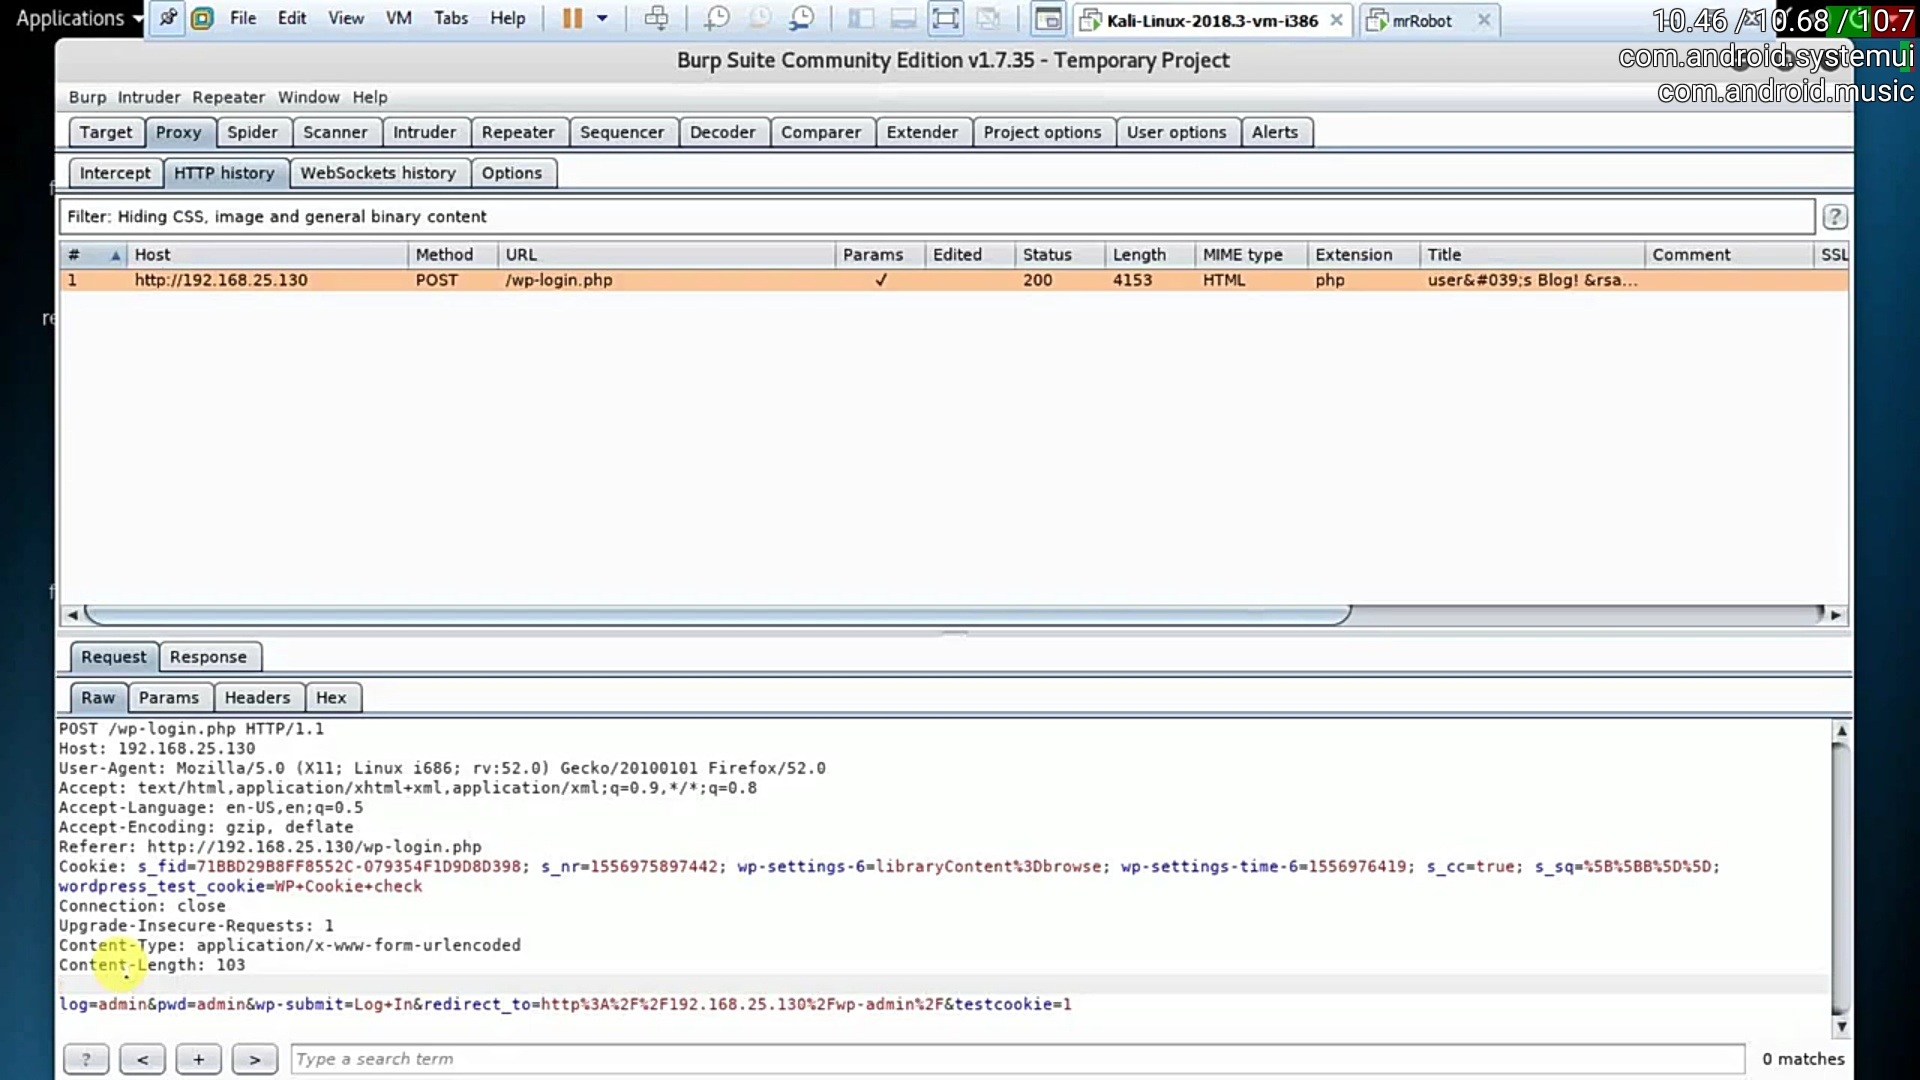 Applications File Edit View VM Tabs Help Kali-Linux-2018.3-vm-i386 mrRobot 10.46 /10.68 /10.7
com.android.systemui
Burp Suite Community Edition v1.7.35 - Temporary Project
com.android.music
Burp Intruder Repeater Window Help
Target Proxy Spider Scanner Intruder Repeater Sequencer Decoder Comparer Extender Project options User options Alerts
Intercept HTTP history WebSockets history Options
Filter: Hiding CSS, image and general binary content ?
# Host Method URL Params Edited Status Length MIME type Extension Title Comment SSL
1 http://192.168.25.130 POST /wp-login.php ✓ 200 4153 HTML php user&#039;s Blog! &rsa...
Request Response
Raw Params Headers Hex
POST /wp-login.php HTTP/1.1
Host: 192.168.25.130
User-Agent: Mozilla/5.0 (X11; Linux i686; rv:52.0) Gecko/20100101 Firefox/52.0
Accept: text/html,application/xhtml+xml,application/xml;q=0.9,*/*;q=0.8
Accept-Language: en-US,en;q=0.5
Accept-Encoding: gzip, deflate
Referer: http://192.168.25.130/wp-login.php
Cookie: s_fid=71BBD29B8FF8552C-079354F1D9D8D398; s_nr=1556975897442; wp-settings-6=libraryContent%3Dbrowse; wp-settings-time-6=1556976419; s_cc=true; s_sq=%5B%5BB%5D%5D;
wordpress_test_cookie=WP+Cookie+check
Connection: close
Upgrade-Insecure-Requests: 1
Content-Type: application/x-www-form-urlencoded
Content-Length: 103
log=admin&pwd=admin&wp-submit=Log+In&redirect_to=http%3A%2F%2F192.168.25.130%2Fwp-admin%2F&testcookie=1
? < + > Type a search term 0 matches